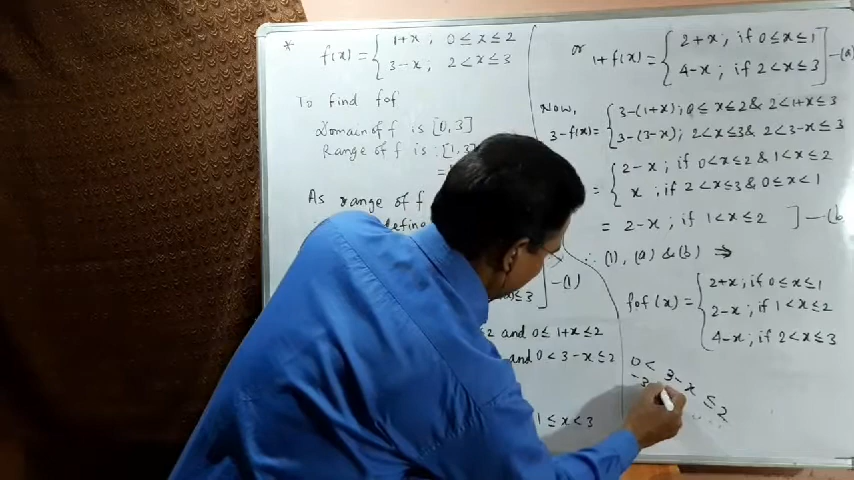 * f(x) = { 1+x ; 0 ≤ x ≤ 2
3-x ; 2 < x ≤ 3
To find fof
Domain of f is [0, 3]
Range of f is : [1, 3]
=
As range of f
define
≤ 3 ] —(1)
≤ 2 and 0 ≤ 1+x ≤ 2
and 0 < 3-x ≤ 2
1 ≤ x < 3
or 1+f(x) = { 2+x ; if 0 ≤ x ≤ 1
4-x ; if 2 < x ≤ 3 ] —(a)
Now,
3-f(x) = { 3-(1+x) ; 0 ≤ x ≤ 2 & 2 < 1+x ≤ 3
3-(3-x) ; 2 < x ≤ 3 & 2 < 3-x ≤ 3
= { 2-x ; if 0 < x ≤ 2 & 1 < x ≤ 2
x ; if 2 < x ≤ 3 & 0 ≤ x < 1
= 2-x ; if 1 < x ≤ 2 ] —(b
∴ (1), (a) & (b) ⇒
fof(x) = { 2+x ; if 0 ≤ x ≤ 1
2-x ; if 1 < x ≤ 2
4-x ; if 2 < x ≤ 3
0 < 3-x ≤ 2
-3